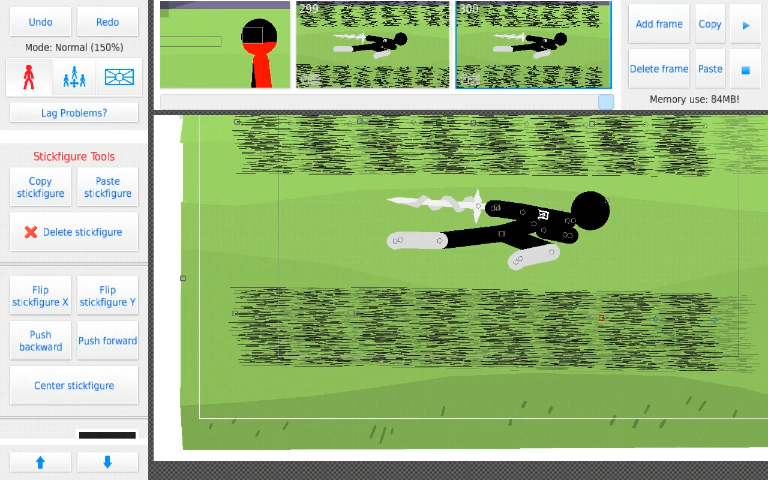 Undo
Redo
Mode: Normal (150%)
Lag Problems?
Stickfigure Tools
Copy
stickfigure
Paste
stickfigure
Delete stickfigure
Flip
stickfigure X
Flip
stickfigure Y
Push
backward
Push forward
Center stickfigure
299
300
Add frame
Copy
Delete frame
Paste
Memory use: 84MB!